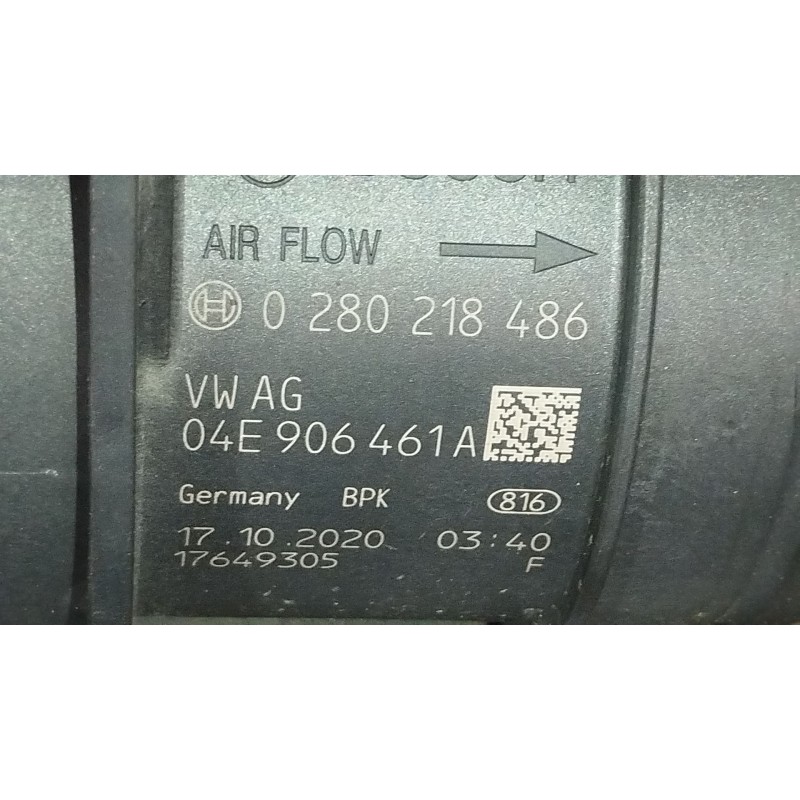 AIR FLOW
0 280 218 486
VW AG
04E 906 461 A
Germany BPK 816
17.10.2020 03:40
17649305 F